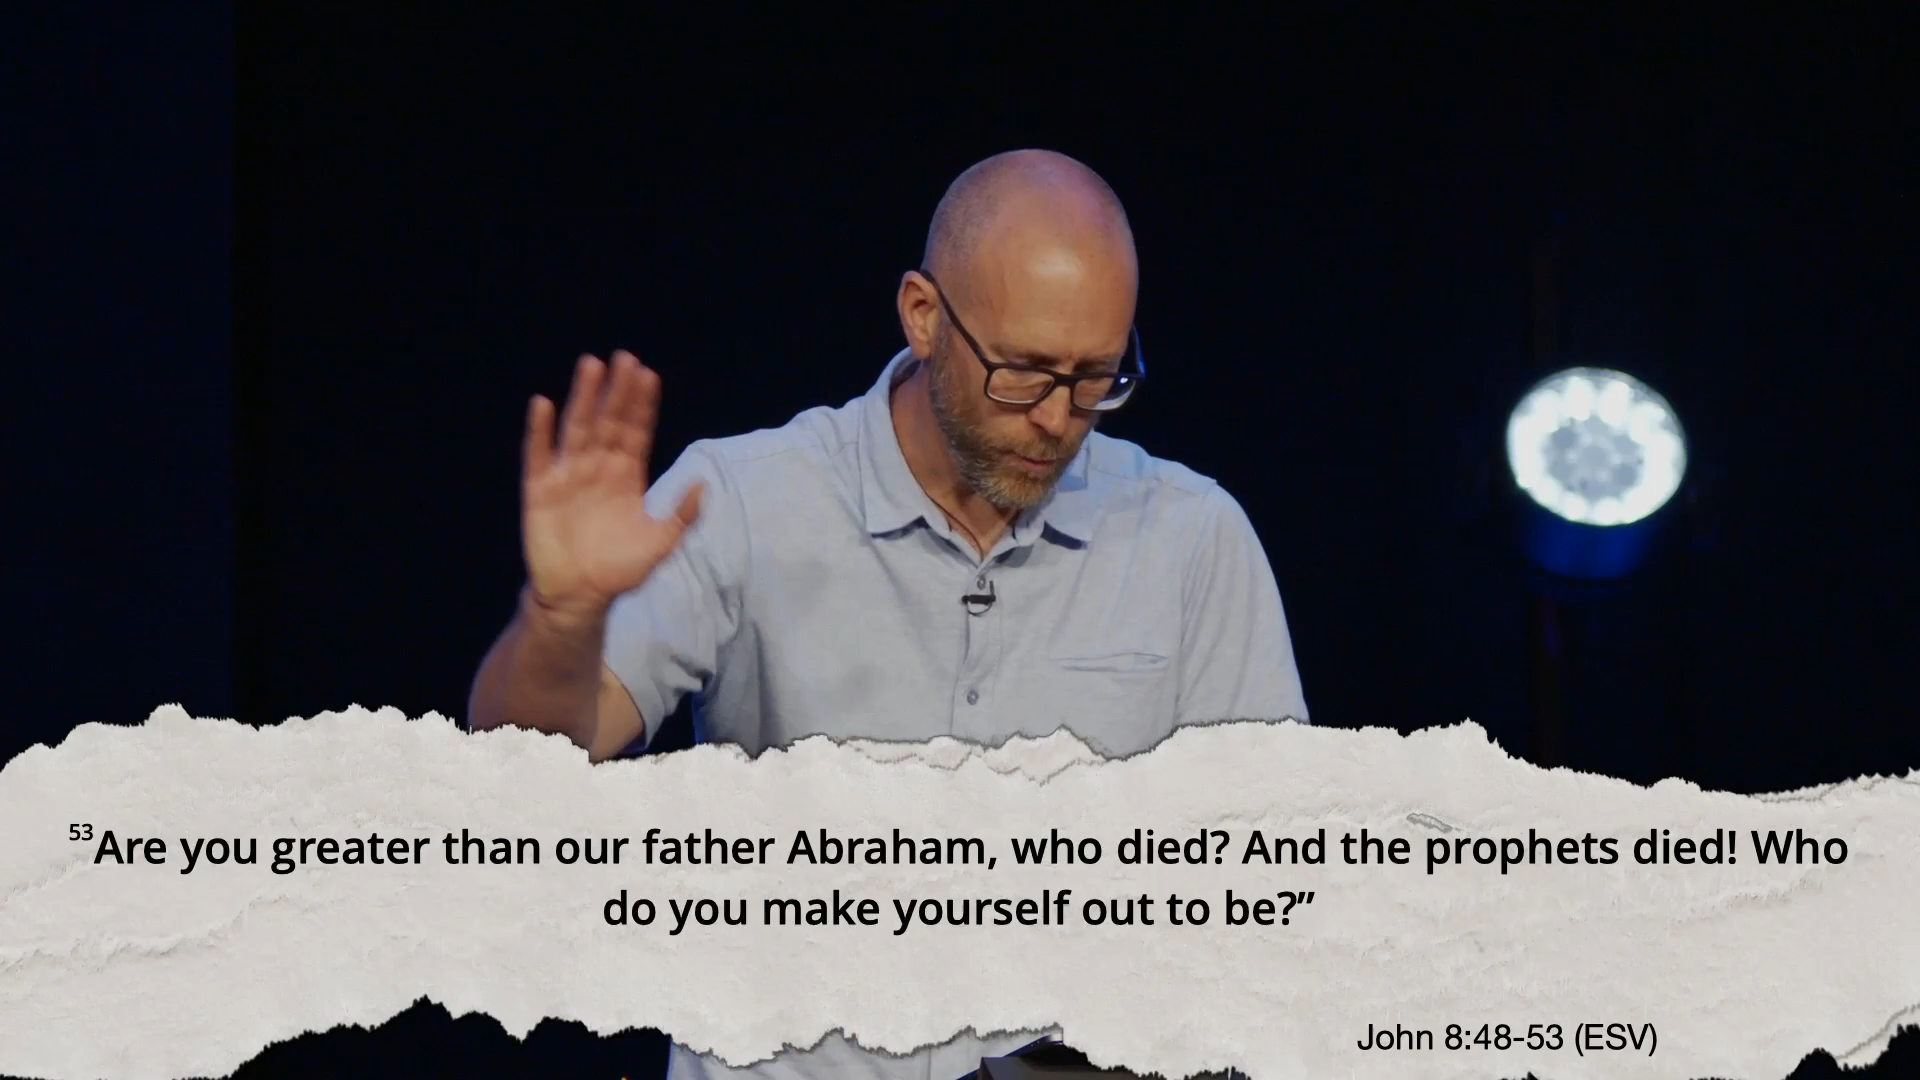 ⁵³Are you greater than our father Abraham, who died? And the prophets died! Who
do you make yourself out to be?”
John 8:48-53 (ESV)